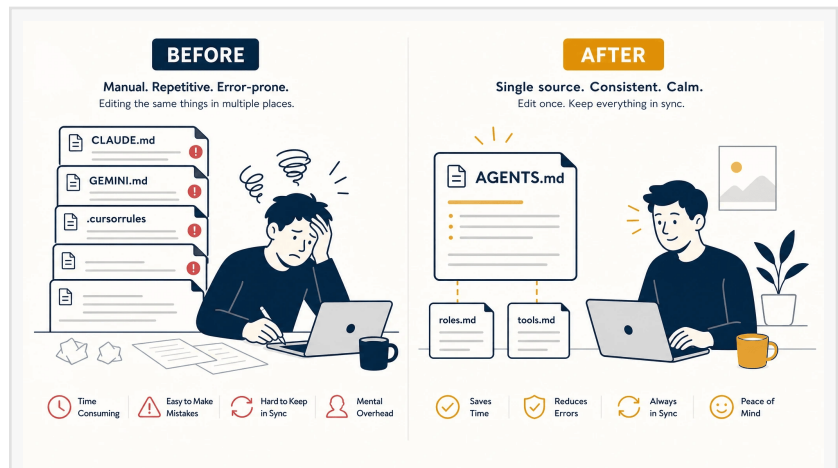 BEFORE
Manual. Repetitive. Error-prone.
Editing the same things in multiple places.
CLAUDE.md
GEMINI.md
.cursorrules
Time
Consuming
Easy to Make
Mistakes
Hard to Keep
in Sync
Mental
Overhead
AFTER
Single source. Consistent. Calm.
Edit once. Keep everything in sync.
AGENTS.md
roles.md
tools.md
Saves
Time
Reduces
Errors
Always
in Sync
Peace of
Mind